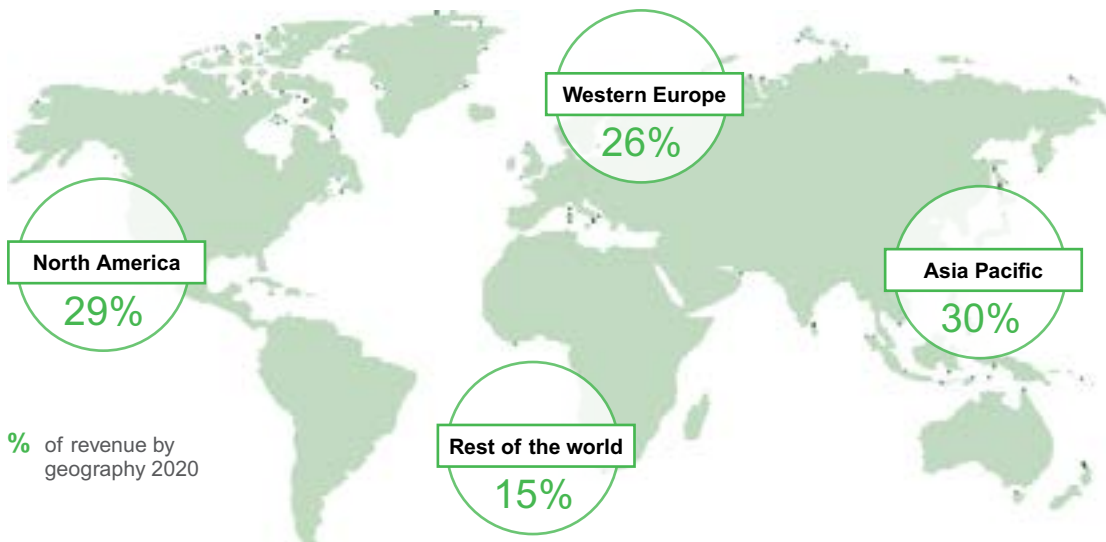 Western Europe
26%
North America
29%
Asia Pacific
30%
Rest of the world
15%
% of revenue by
geography 2020